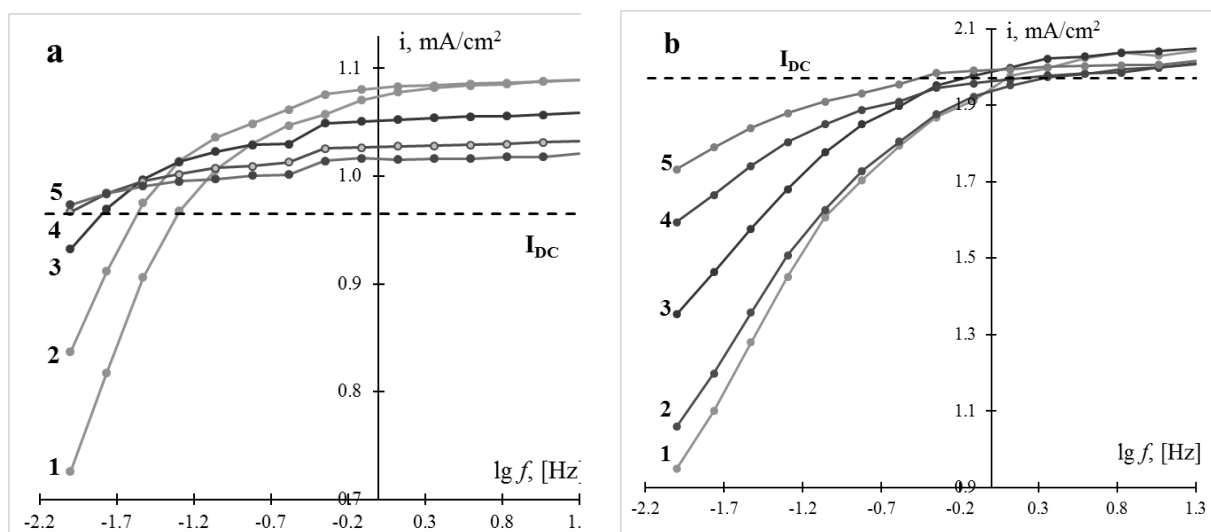 a
i, mA/cm²
1.1
1.0
0.9
0.8
0.7
I_DC
5
4
3
2
1
lg f, [Hz]
-2.2 -1.7 -1.2 -0.7 -0.2 0.3 0.8 1.
b
i, mA/cm²
2.1
1.9
1.7
1.5
1.3
1.1
0.9
I_DC
5
4
3
2
1
lg f, [Hz]
-2.2 -1.7 -1.2 -0.7 -0.2 0.3 0.8 1.3